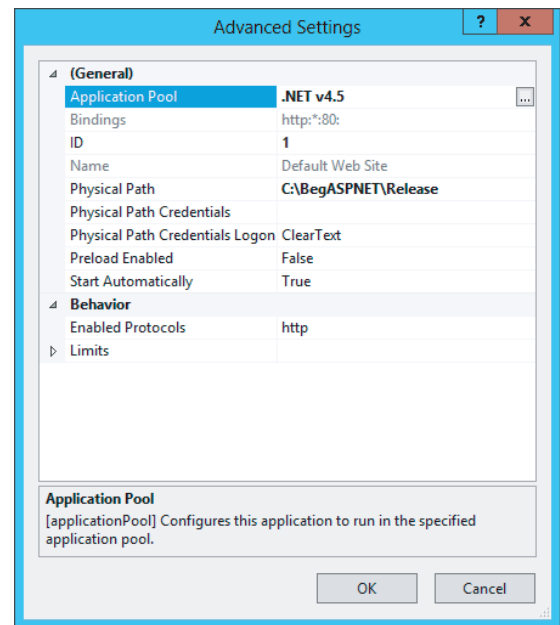 Advanced Settings
(General)
Application Pool .NET v4.5 ...
Bindings http:*:80:
ID 1
Name Default Web Site
Physical Path C:\BegASPNET\Release
Physical Path Credentials
Physical Path Credentials Logon ClearText
Preload Enabled False
Start Automatically True
Behavior
Enabled Protocols http
Limits
Application Pool
[applicationPool] Configures this application to run in the specified
application pool.
OK Cancel